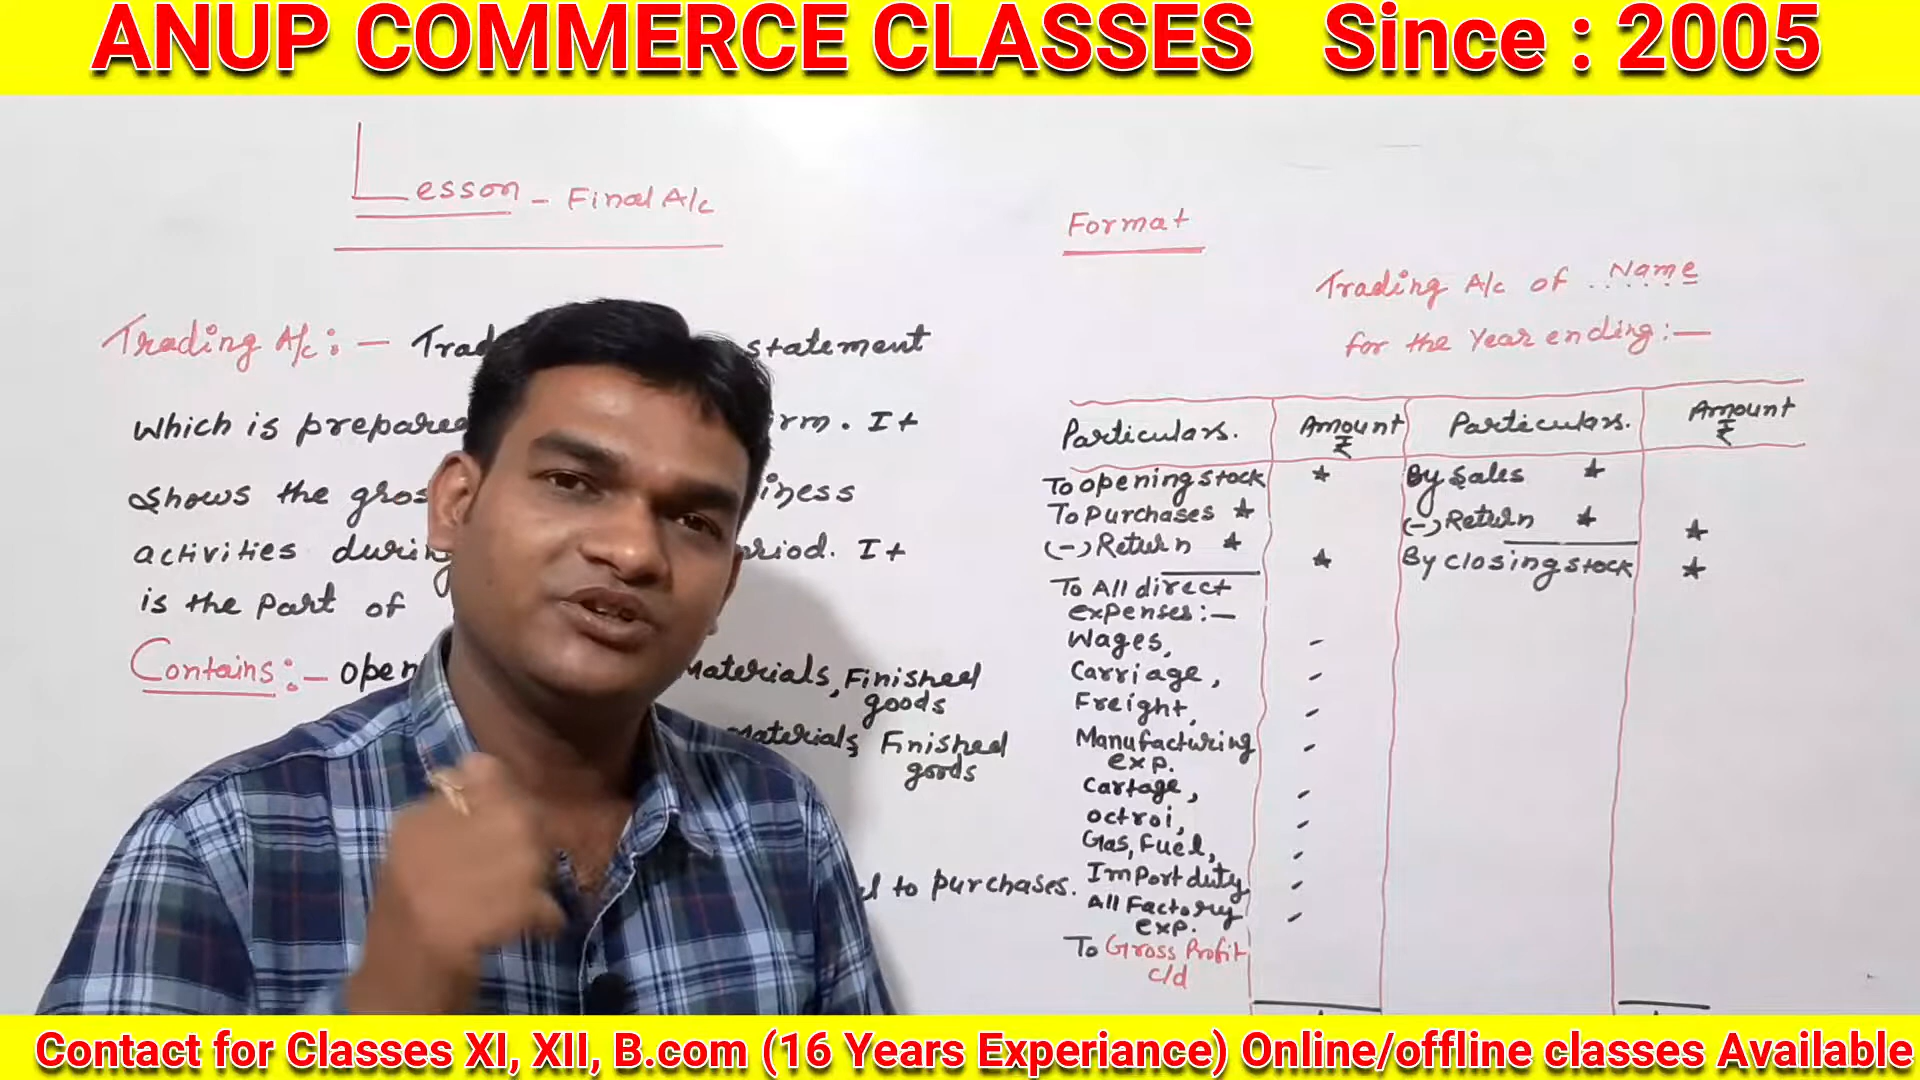 ANUP COMMERCE CLASSES Since : 2005
Lesson - Final A/c
Trading A/c :- Trad statement
which is prepared rm. It
shows the gros iness
activities during riod. It
is the Part of
Contains :- open Materials, Finished
goods
Materials, Finished
goods
to purchases.
Format
Trading A/c of ..Name
for the Year ending :-
Particulars. Amount ₹ Particulars. Amount ₹
To opening stock * By Sales *
To Purchases * (-) Return * *
(-) Return * * By closing stock *
To All direct
expenses :-
Wages, -
Carriage, -
Freight, -
Manufacturing -
exp.
Cartage, -
octroi, -
Gas, Fuel, -
Import duty -
All Factory -
exp.
To Gross Profit
c/d
Contact for Classes XI, XII, B.com (16 Years Experiance) Online/offline classes Available